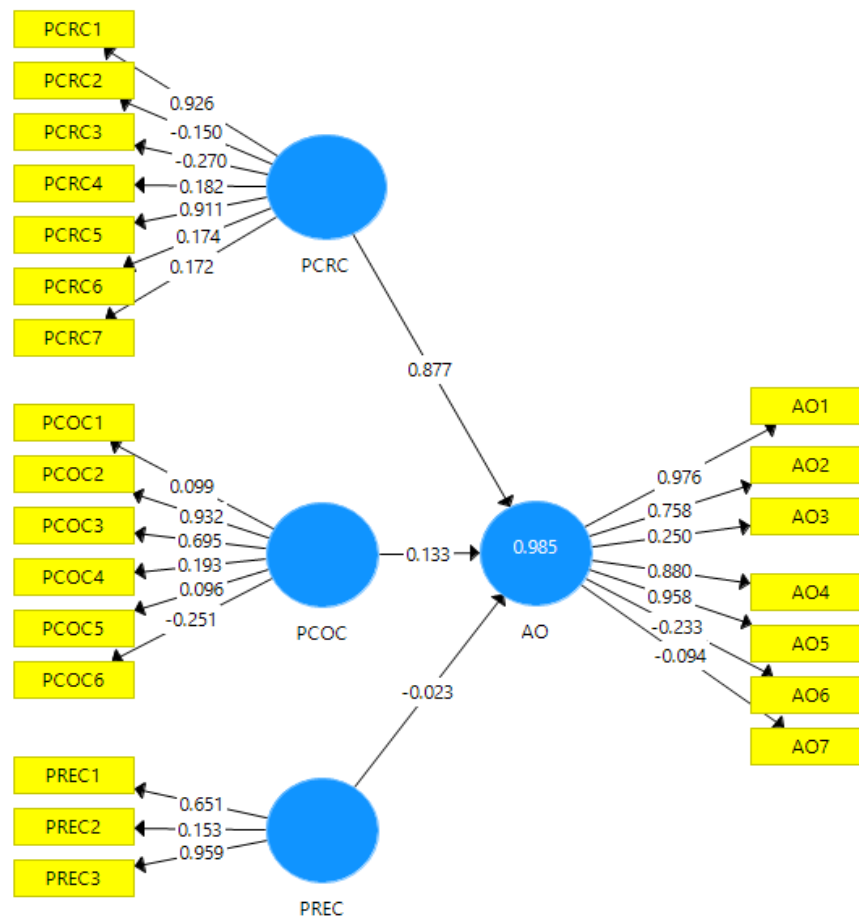 PCRC1
PCRC2
PCRC3
PCRC4
PCRC5
PCRC6
PCRC7
0.926
-0.150
-0.270
0.182
0.911
0.174
0.172
PCRC
0.877
PCOC1
PCOC2
PCOC3
PCOC4
PCOC5
PCOC6
0.099
0.932
0.695
0.193
0.096
-0.251
PCOC
0.133
PREC1
PREC2
PREC3
0.651
0.153
0.959
PREC
-0.023
0.985
AO
0.976
0.758
0.250
0.880
0.958
-0.233
-0.094
AO1
AO2
AO3
AO4
AO5
AO6
AO7